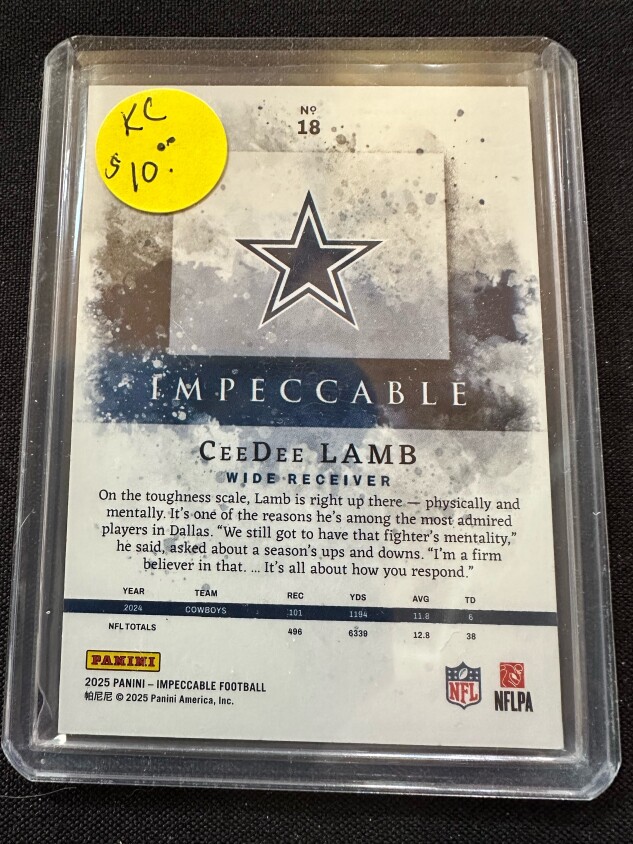 KC
$10.00
Nº
18
IMPECCABLE
CEEDEE LAMB
WIDE RECEIVER
On the toughness scale, Lamb is right up there — physically and
mentally. It's one of the reasons he's among the most admired
players in Dallas. “We still got to have that fighter's mentality,”
he said, asked about a season's ups and downs. “I'm a firm
believer in that. ... It's all about how you respond.”
YEAR TEAM REC YDS AVG TD
2024 COWBOYS 101 1194 11.8 6
NFL TOTALS 496 6339 12.8 38
PANINI
2025 PANINI – IMPECCABLE FOOTBALL
帕尼尼 © 2025 Panini America, Inc.
NFL
NFLPA